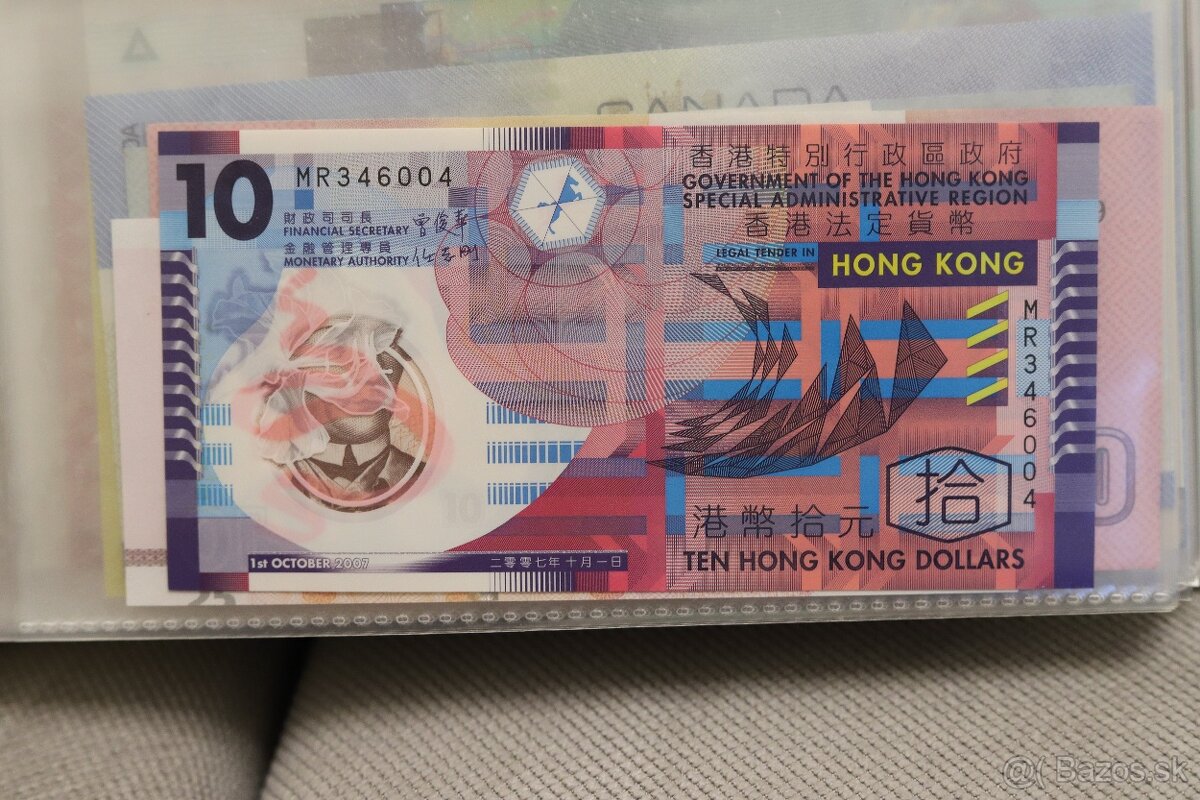 CANADA
10
MR346004
財政司司長
FINANCIAL SECRETARY
金融管理專員
MONETARY AUTHORITY
香港特別行政區政府
GOVERNMENT OF THE HONG KONG
SPECIAL ADMINISTRATIVE REGION
香港法定貨幣
LEGAL TENDER IN
HONG KONG
MR346004
10
港幣拾元
拾
TEN HONG KONG DOLLARS
1st OCTOBER 2007
二零零七年十月一日
@( Bazos.sk